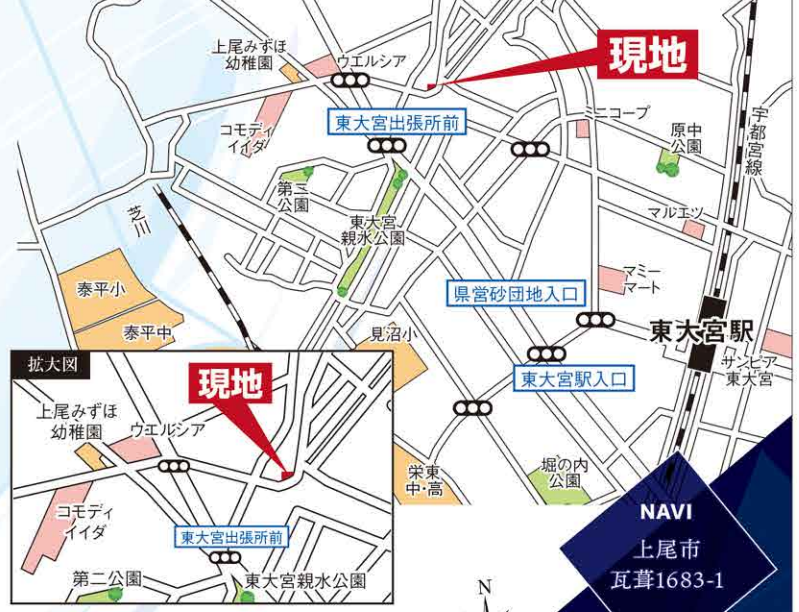 上尾みずほ
幼稚園
ウエルシア
現地
コモディ
イイダ
東大宮出張所前
ミニコープ
原中
公園
宇都宮線
第二
公園
東大宮
親水公園
マルエツ
芝川
泰平小
県営砂団地入口
マミー
マート
泰平中
見沼小
東大宮駅
サンピア
東大宮
東大宮駅入口
栄東
中・高
堀の内
公園
拡大図
現地
上尾みずほ
幼稚園
ウエルシア
コモディ
イイダ
東大宮出張所前
第二公園
東大宮親水公園
N
NAVI
上尾市
瓦葺1683-1